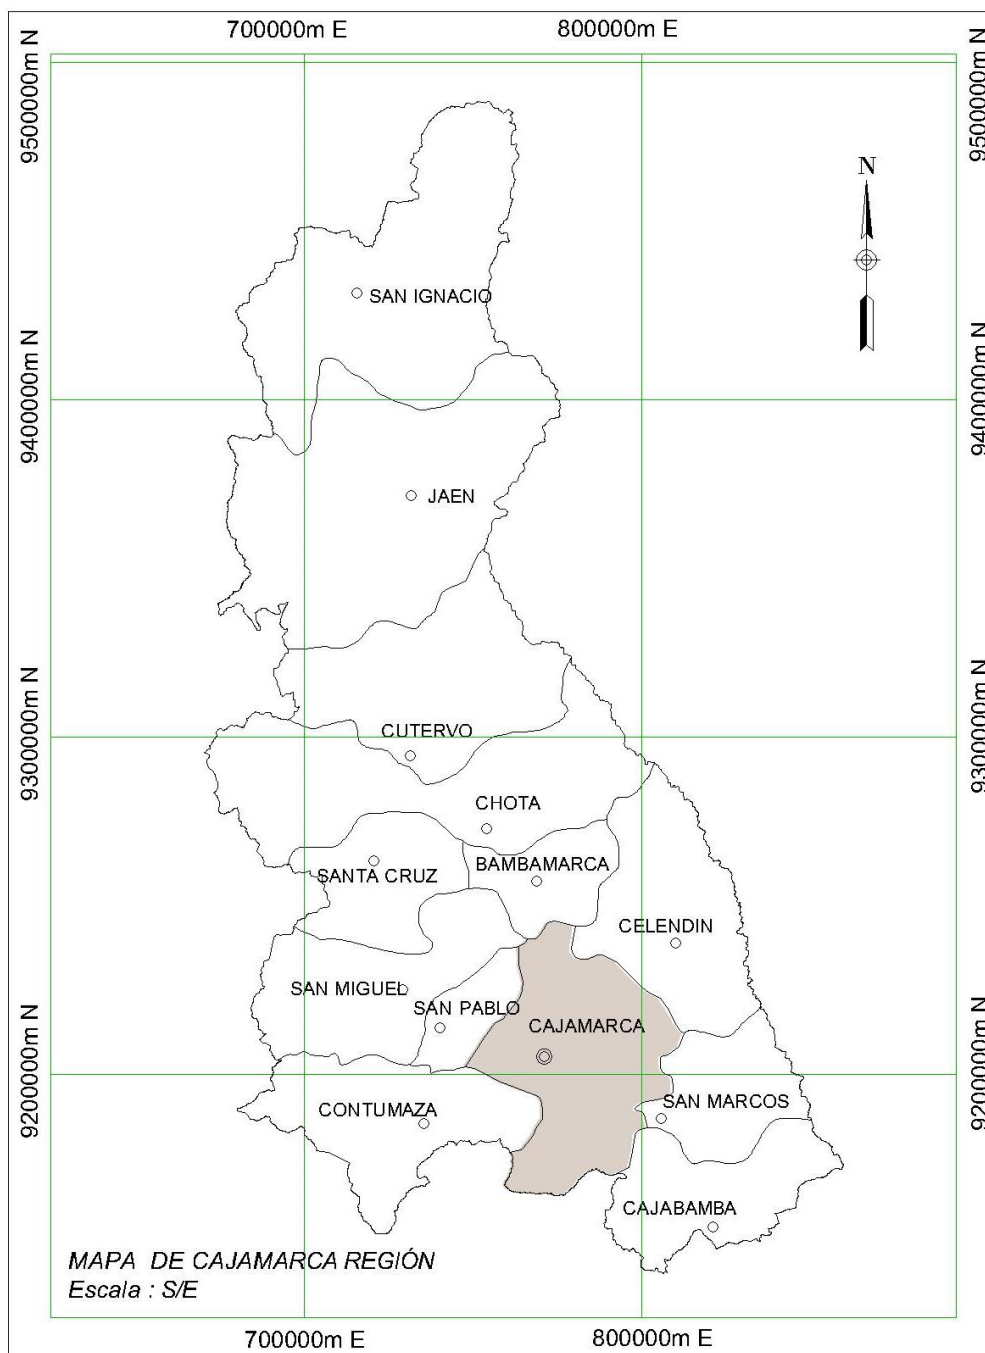 700000m E
800000m E
9500000m N
9500000m N
N
SAN IGNACIO
9400000m N
9400000m N
JAEN
CUTERVO
9300000m N
9300000m N
CHOTA
BAMBAMARCA
SANTA CRUZ
CELENDIN
SAN MIGUEL
SAN PABLO
CAJAMARCA
9200000m N
9200000m N
SAN MARCOS
CONTUMAZA
CAJABAMBA
MAPA DE CAJAMARCA REGIÓN
Escala : S/E
700000m E
800000m E